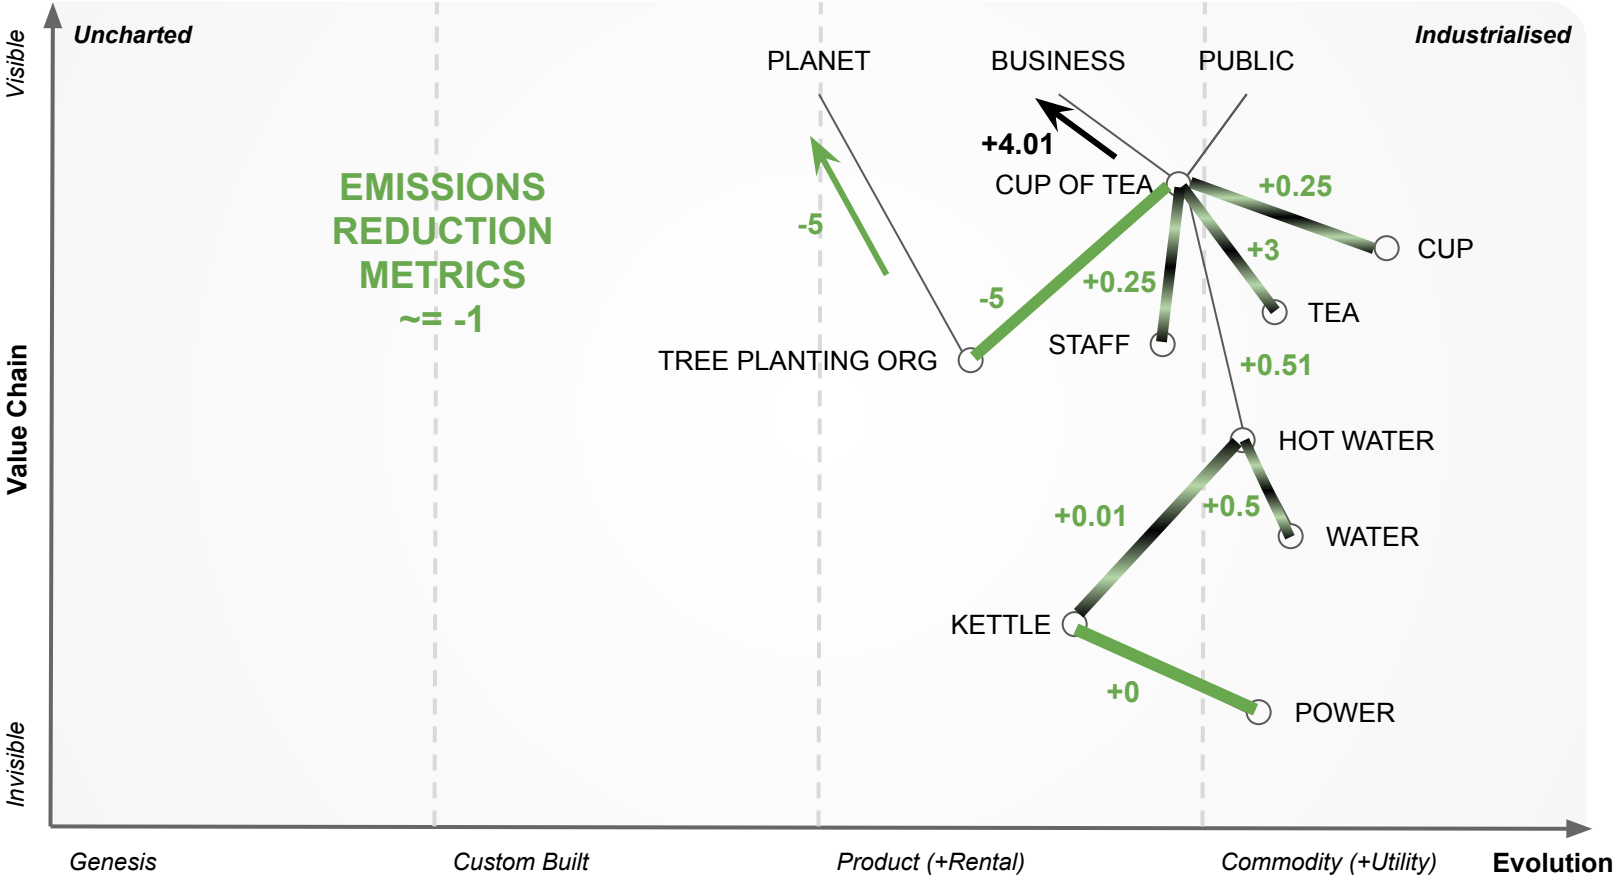 Visible
Uncharted
Industrialised
PLANET
BUSINESS
PUBLIC
+4.01
CUP OF TEA
+0.25
EMISSIONS
REDUCTION
METRICS
~= -1
-5
+3
CUP
+0.25
-5
TEA
STAFF
TREE PLANTING ORG
+0.51
Value Chain
HOT WATER
+0.01
+0.5
WATER
KETTLE
+0
POWER
Invisible
Genesis
Custom Built
Product (+Rental)
Commodity (+Utility)
Evolution